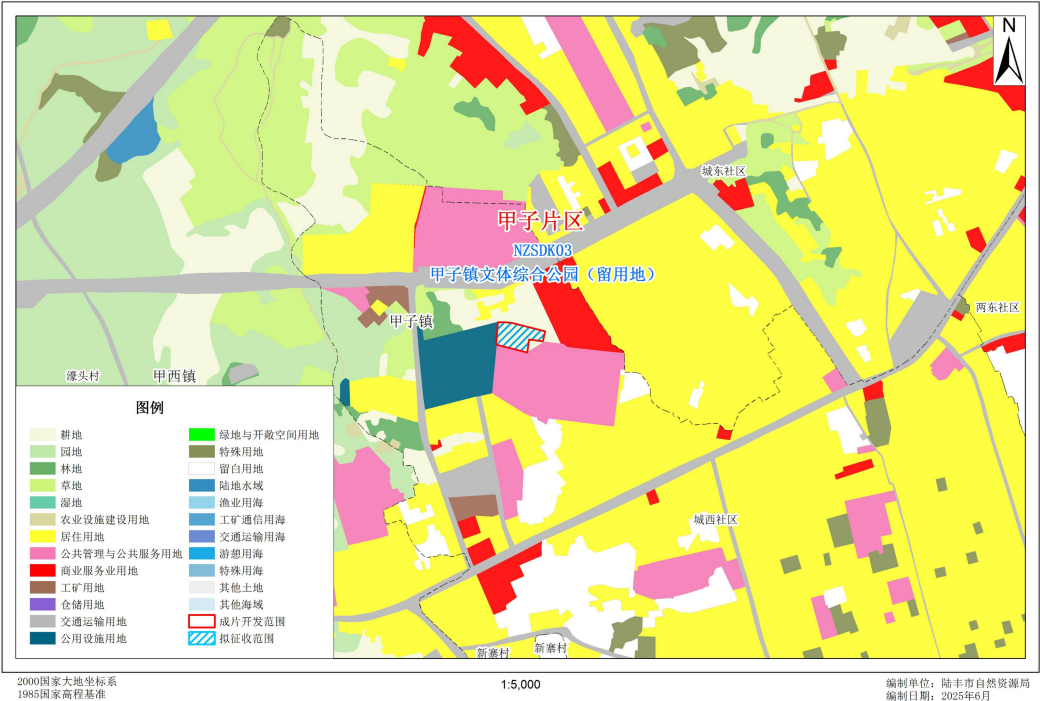 N
城东社区
甲子片区
NZSDK03
甲子镇文体综合公园（留用地）
两东社区
甲子镇
濠头村
甲西镇
图例
耕地
园地
林地
草地
湿地
农业设施建设用地
居住用地
公共管理与公共服务用地
商业服务业用地
工矿用地
仓储用地
交通运输用地
公用设施用地
绿地与开敞空间用地
特殊用地
留白用地
陆地水域
渔业用海
工矿通信用海
交通运输用海
游憩用海
特殊用海
其他土地
其他海域
成片开发范围
拟征收范围
城西社区
新寨村
新寨村
2000国家大地坐标系
1985国家高程基准
1:5,000
编制单位：陆丰市自然资源局
编制日期：2025年6月